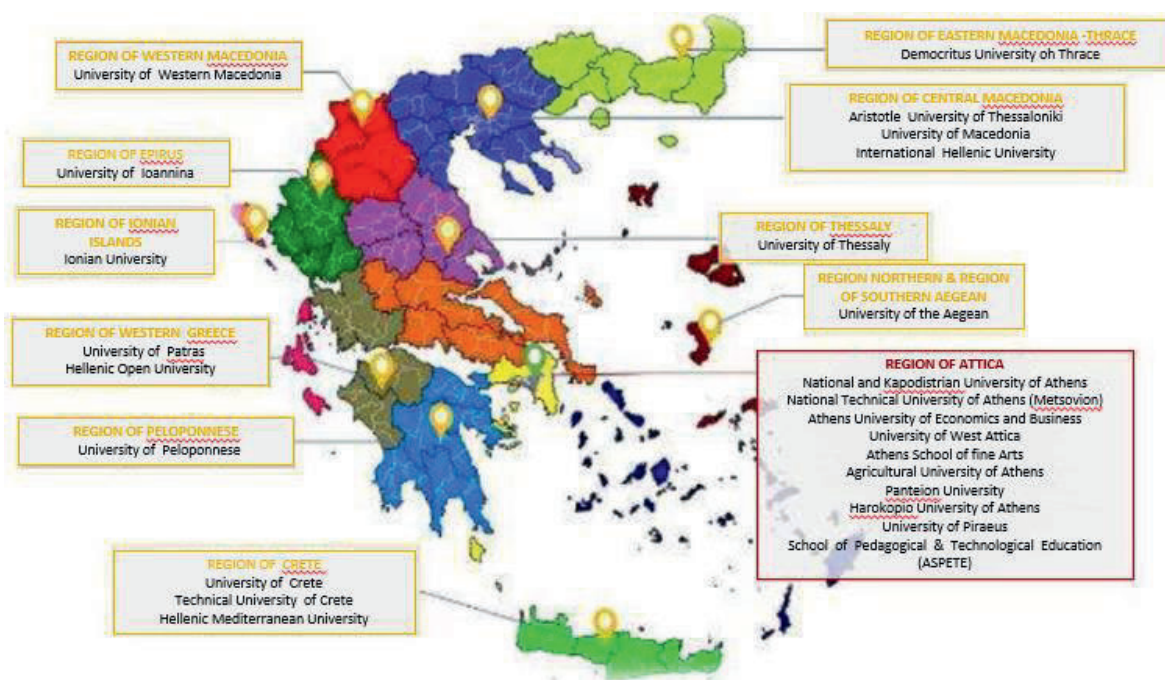 REGION OF WESTERN MACEDONIA
University of Western Macedonia
REGION OF EASTERN MACEDONIA -THRACE
Democritus University oh Thrace
REGION OF CENTRAL MACEDONIA
Aristotle University of Thessaloniki
University of Macedonia
International Hellenic University
REGION OF EPIRUS
University of Ioannina
REGION OF IONIAN
ISLANDS
Ionian University
REGION OF THESSALY
University of Thessaly
REGION NORTHERN & REGION
OF SOUTHERN AEGEAN
University of the Aegean
REGION OF WESTERN GREECE
University of Patras
Hellenic Open University
REGION OF ATTICA
National and Kapodistrian University of Athens
National Technical University of Athens (Metsovion)
Athens University of Economics and Business
University of West Attica
Athens School of fine Arts
Agricultural University of Athens
Panteion University
Harokopio University of Athens
University of Piraeus
School of Pedagogical & Technological Education
(ASPETE)
REGION OF PELOPONNESE
University of Peloponnese
REGION OF CRETE
University of Crete
Technical University of Crete
Hellenic Mediterranean University